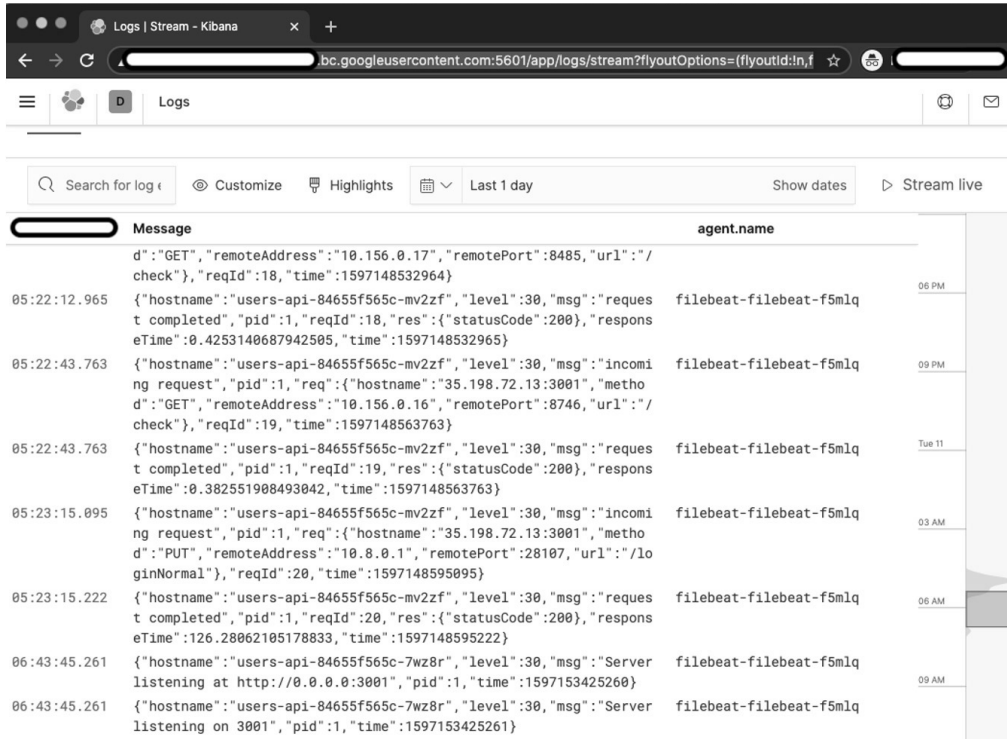 Logs | Stream - Kibana
.bc.googleusercontent.com:5601/app/logs/stream?flyoutOptions=(flyoutId:!n,f
D Logs
Search for log e Customize Highlights Last 1 day Show dates Stream live
Message agent.name
d":"GET","remoteAddress":"10.156.0.17","remotePort":8485,"url":"/
check"},"reqId":18,"time":1597148532964}
06 PM
05:22:12.965 {"hostname":"users-api-84655f565c-mv2zf","level":30,"msg":"reques filebeat-filebeat-f5mlq
t completed","pid":1,"reqId":18,"res":{"statusCode":200},"respons
eTime":0.4253140687942505,"time":1597148532965}
05:22:43.763 {"hostname":"users-api-84655f565c-mv2zf","level":30,"msg":"incomi filebeat-filebeat-f5mlq 09 PM
ng request","pid":1,"req":{"hostname":"35.198.72.13:3001","metho
d":"GET","remoteAddress":"10.156.0.16","remotePort":8746,"url":"/
check"},"reqId":19,"time":1597148563763}
05:22:43.763 {"hostname":"users-api-84655f565c-mv2zf","level":30,"msg":"reques filebeat-filebeat-f5mlq Tue 11
t completed","pid":1,"reqId":19,"res":{"statusCode":200},"respons
eTime":0.382551908493042,"time":1597148563763}
05:23:15.095 {"hostname":"users-api-84655f565c-mv2zf","level":30,"msg":"incomi filebeat-filebeat-f5mlq
ng request","pid":1,"req":{"hostname":"35.198.72.13:3001","metho 03 AM
d":"PUT","remoteAddress":"10.8.0.1","remotePort":28107,"url":"/lo
ginNormal"},"reqId":20,"time":1597148595095}
05:23:15.222 {"hostname":"users-api-84655f565c-mv2zf","level":30,"msg":"reques filebeat-filebeat-f5mlq 06 AM
t completed","pid":1,"reqId":20,"res":{"statusCode":200},"respons
eTime":126.28062105178833,"time":1597148595222}
06:43:45.261 {"hostname":"users-api-84655f565c-7wz8r","level":30,"msg":"Server filebeat-filebeat-f5mlq
listening at http://0.0.0.0:3001","pid":1,"time":1597153425260} 09 AM
06:43:45.261 {"hostname":"users-api-84655f565c-7wz8r","level":30,"msg":"Server filebeat-filebeat-f5mlq
listening on 3001","pid":1,"time":1597153425261}